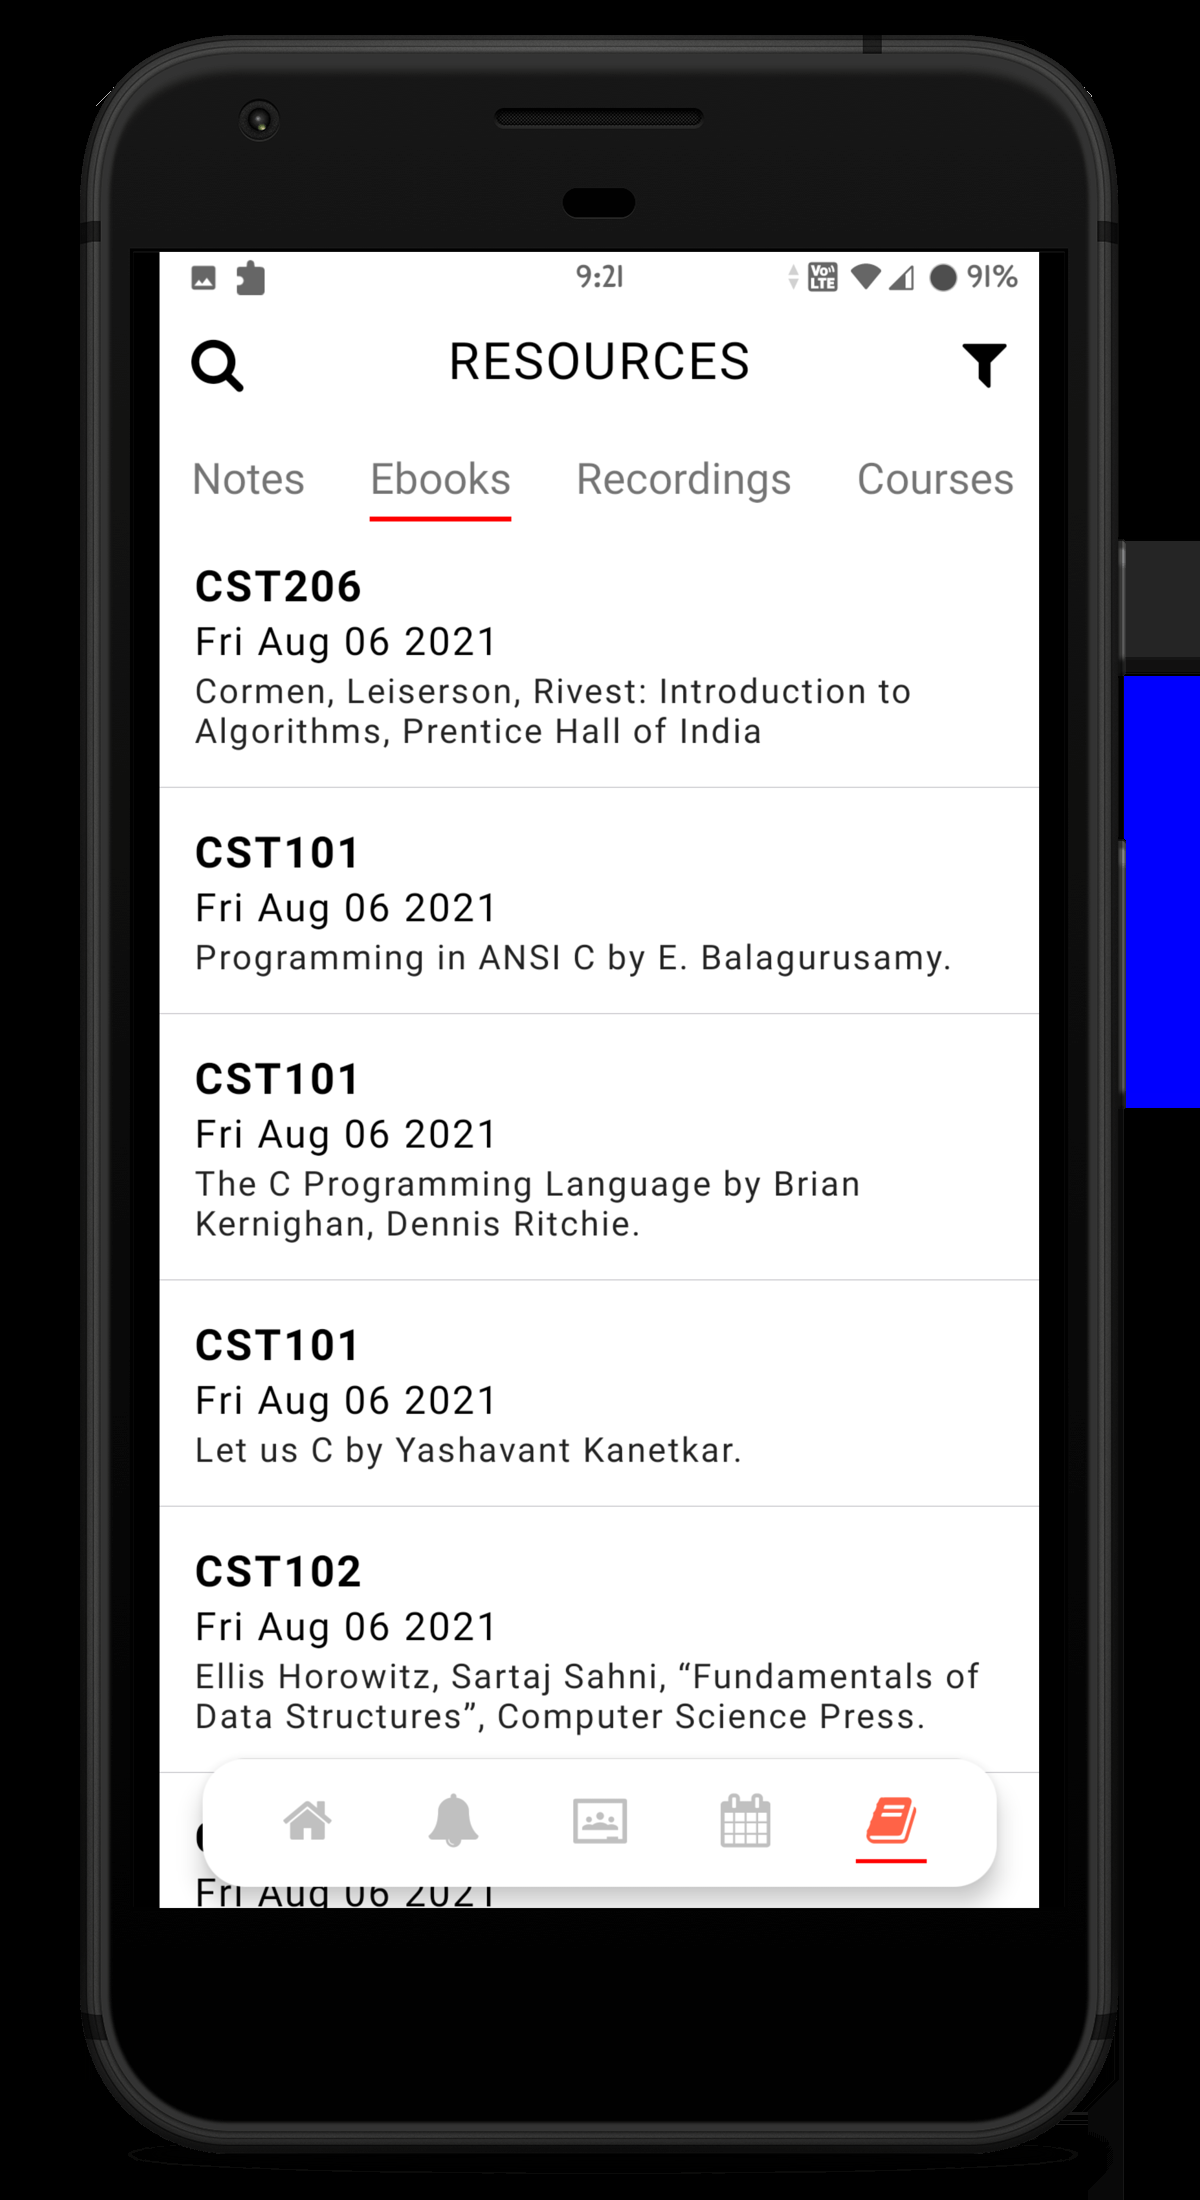 9:21 Vo)) LTE 91%
RESOURCES
Notes Ebooks Recordings Courses
CST206
Fri Aug 06 2021
Cormen, Leiserson, Rivest: Introduction to
Algorithms, Prentice Hall of India
CST101
Fri Aug 06 2021
Programming in ANSI C by E. Balagurusamy.
CST101
Fri Aug 06 2021
The C Programming Language by Brian
Kernighan, Dennis Ritchie.
CST101
Fri Aug 06 2021
Let us C by Yashavant Kanetkar.
CST102
Fri Aug 06 2021
Ellis Horowitz, Sartaj Sahni, “Fundamentals of
Data Structures”, Computer Science Press.
Fri Aug 06 2021